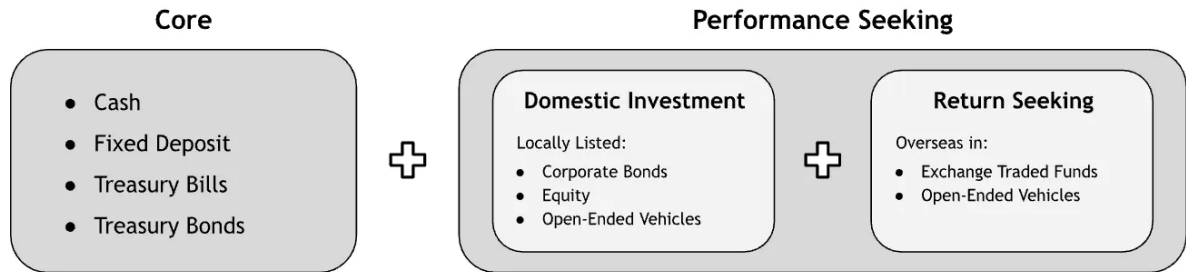 Core
● Cash
● Fixed Deposit
● Treasury Bills
● Treasury Bonds
Performance Seeking
Domestic Investment
Locally Listed:
● Corporate Bonds
● Equity
● Open-Ended Vehicles
Return Seeking
Overseas in:
● Exchange Traded Funds
● Open-Ended Vehicles